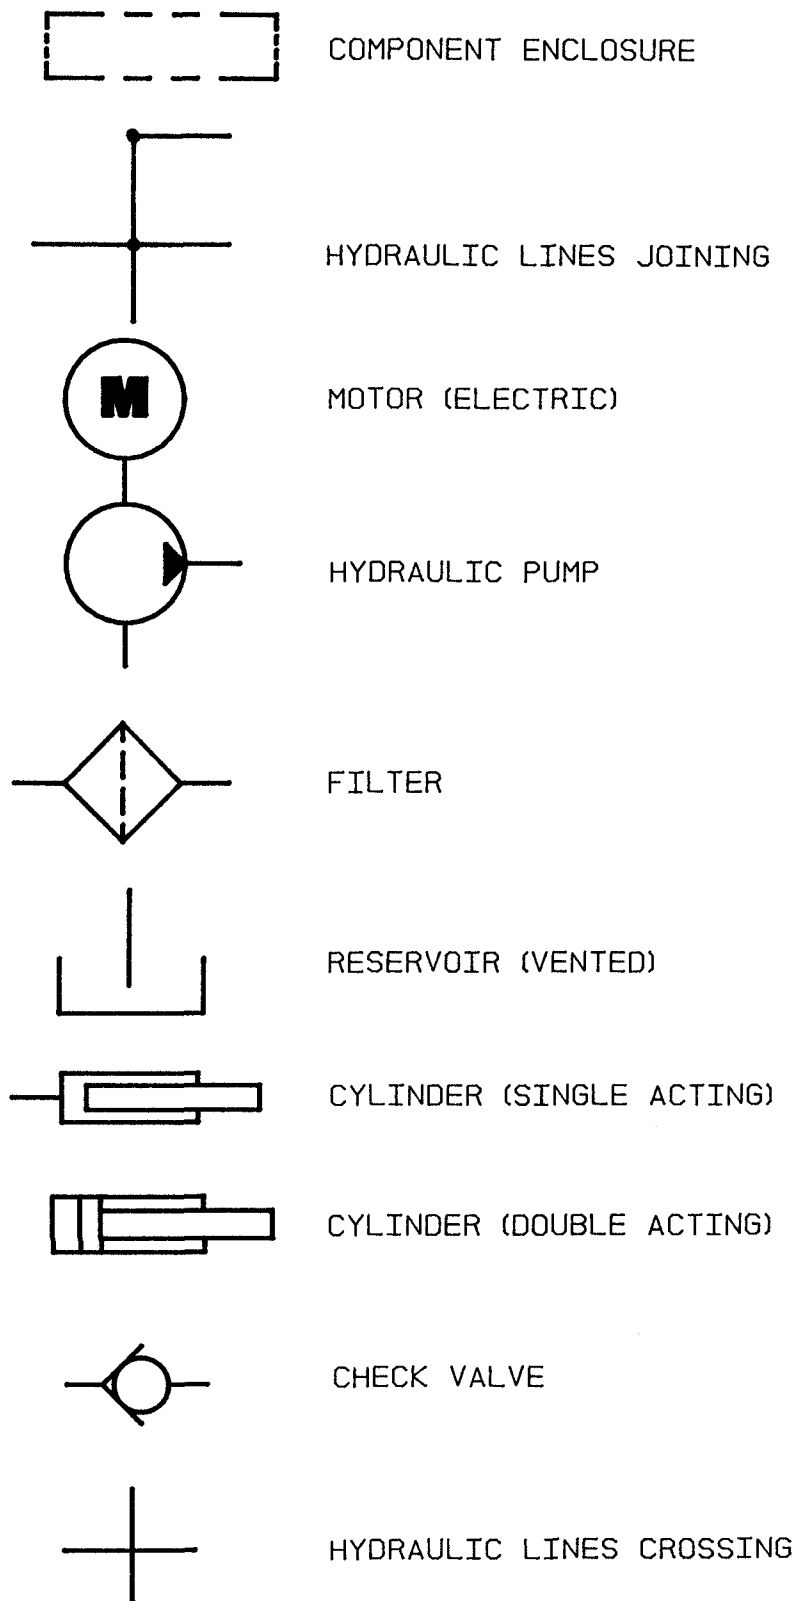 COMPONENT ENCLOSURE
HYDRAULIC LINES JOINING
M
MOTOR (ELECTRIC)
HYDRAULIC PUMP
FILTER
RESERVOIR (VENTED)
CYLINDER (SINGLE ACTING)
CYLINDER (DOUBLE ACTING)
CHECK VALVE
HYDRAULIC LINES CROSSING